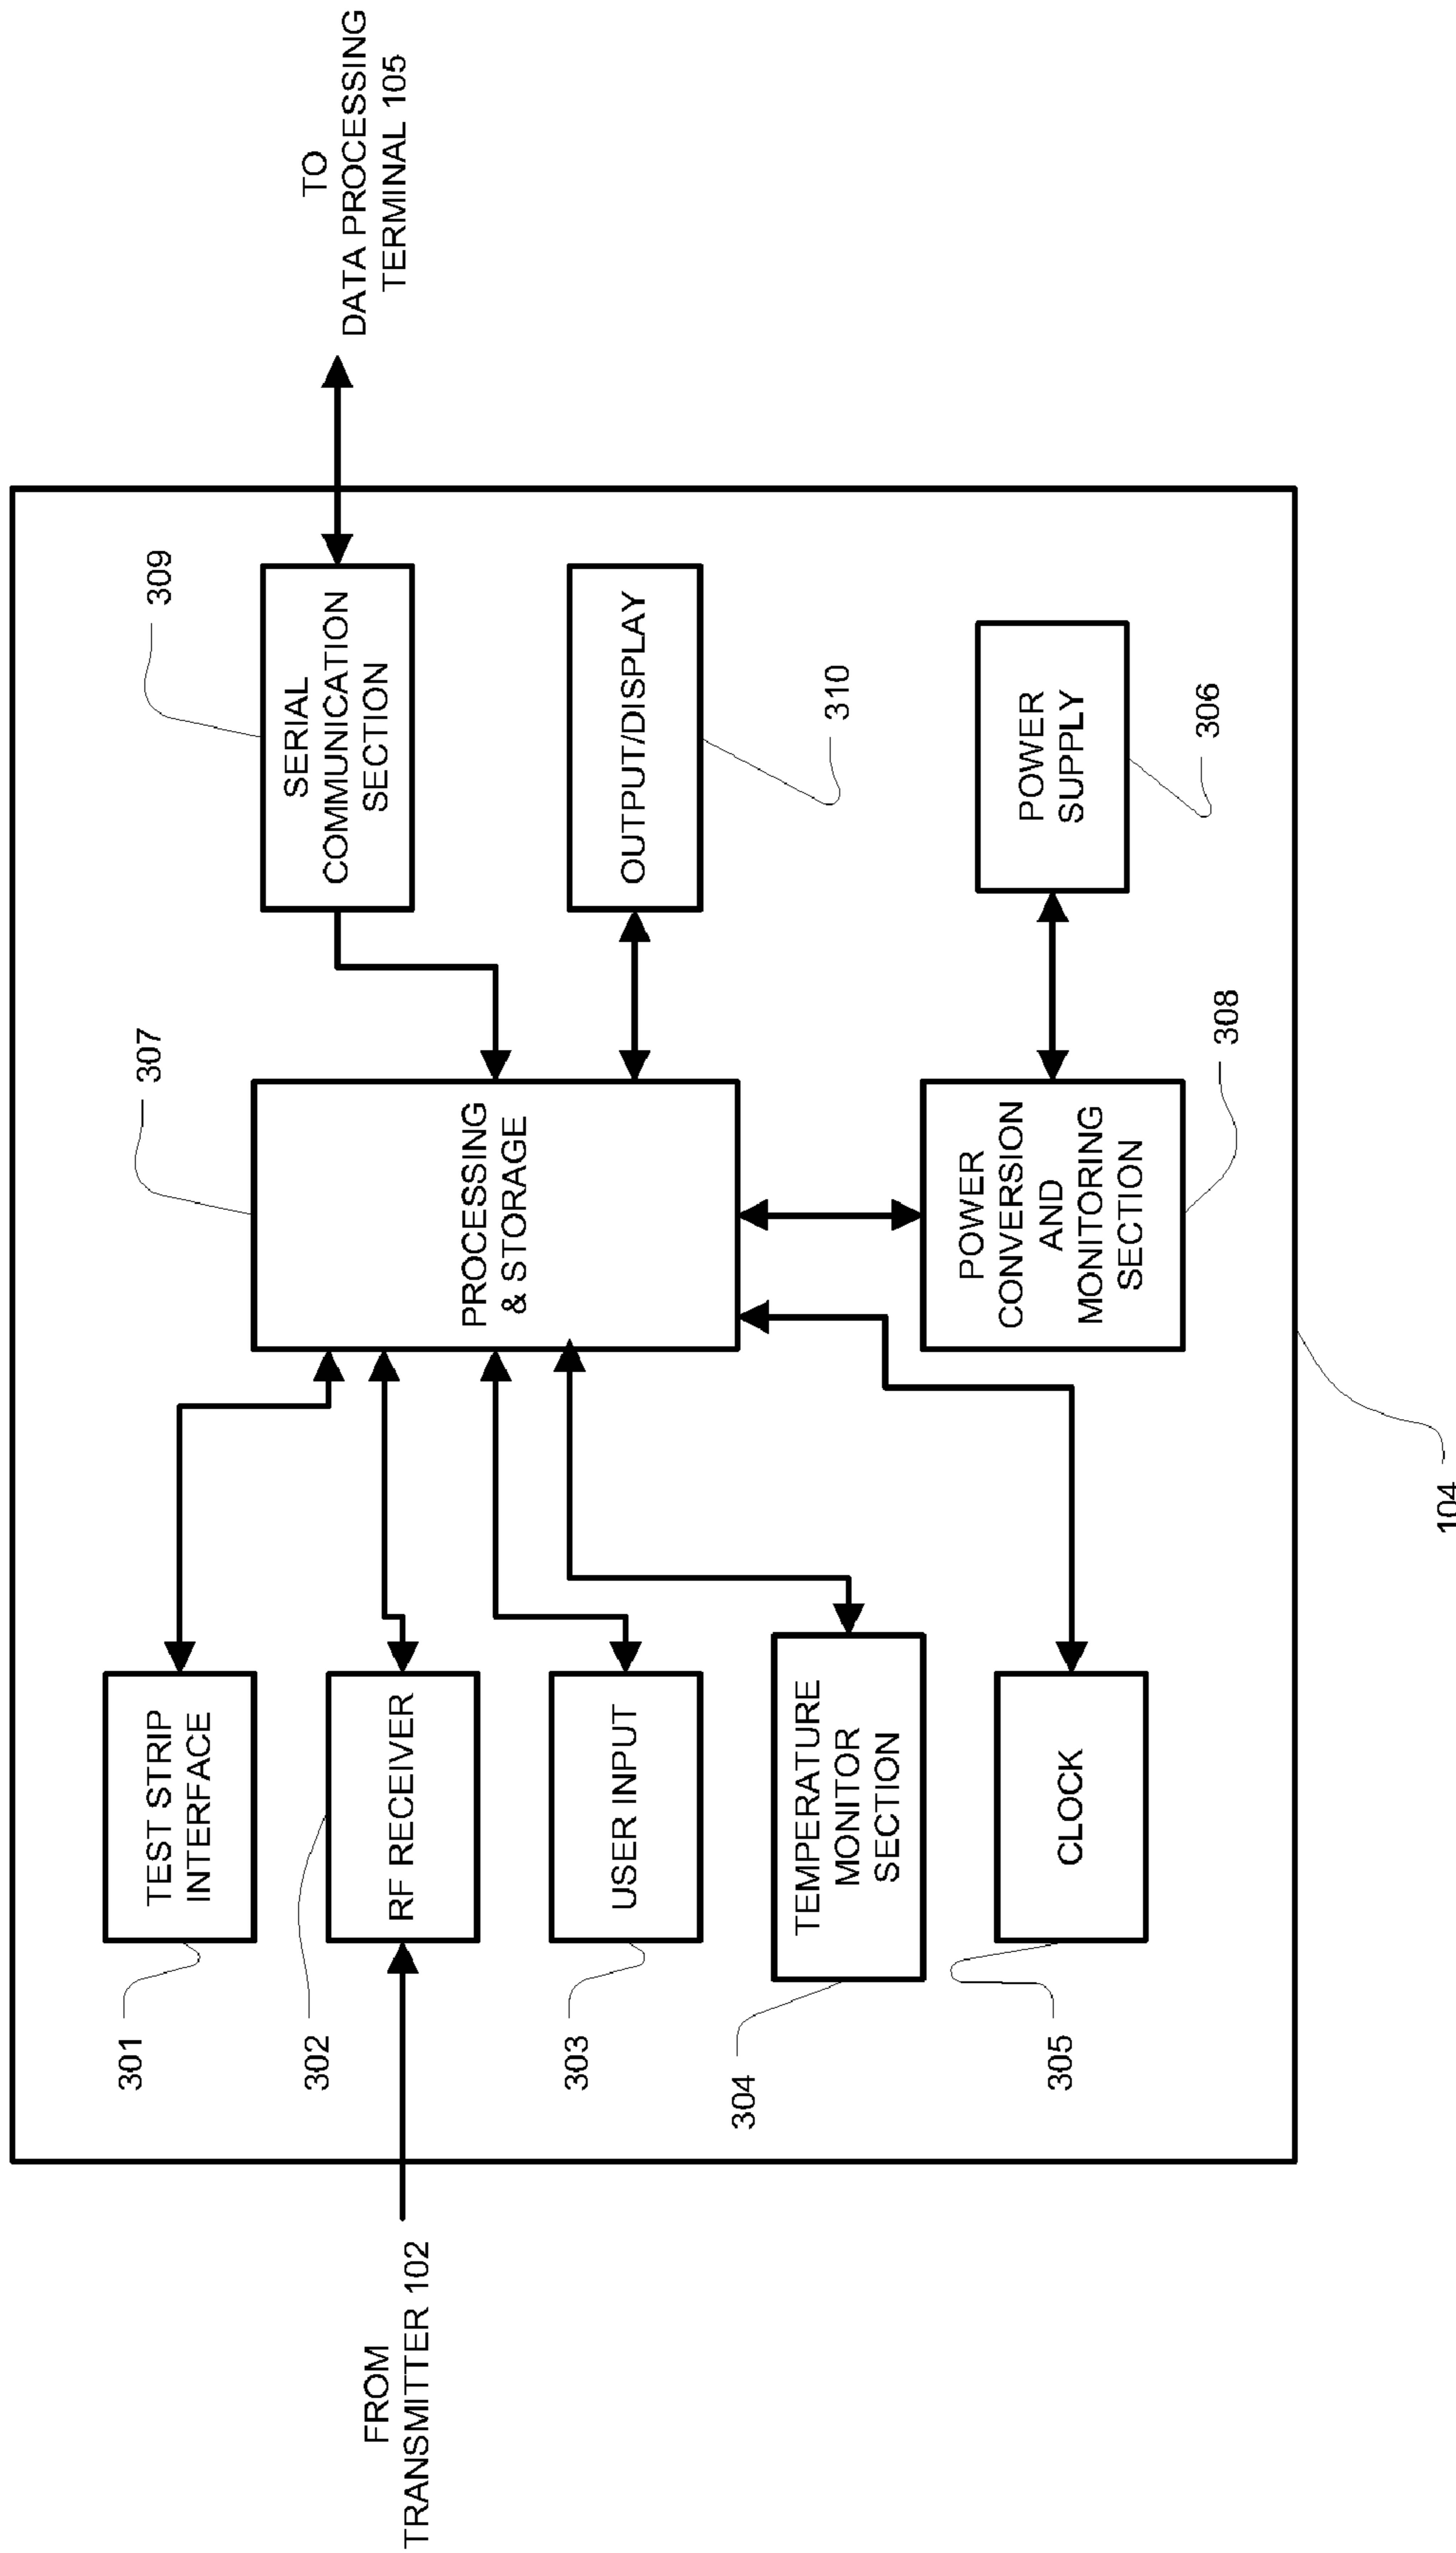 FROM
TRANSMITTER 102
301
TEST STRIP
INTERFACE
302
RF RECEIVER
303
USER INPUT
304
TEMPERATURE
MONITOR
SECTION
305
CLOCK
307
PROCESSING
& STORAGE
308
POWER
CONVERSION
AND
MONITORING
SECTION
309
SERIAL
COMMUNICATION
SECTION
310
OUTPUT/DISPLAY
306
POWER
SUPPLY
TO
DATA PROCESSING
TERMINAL 105
104